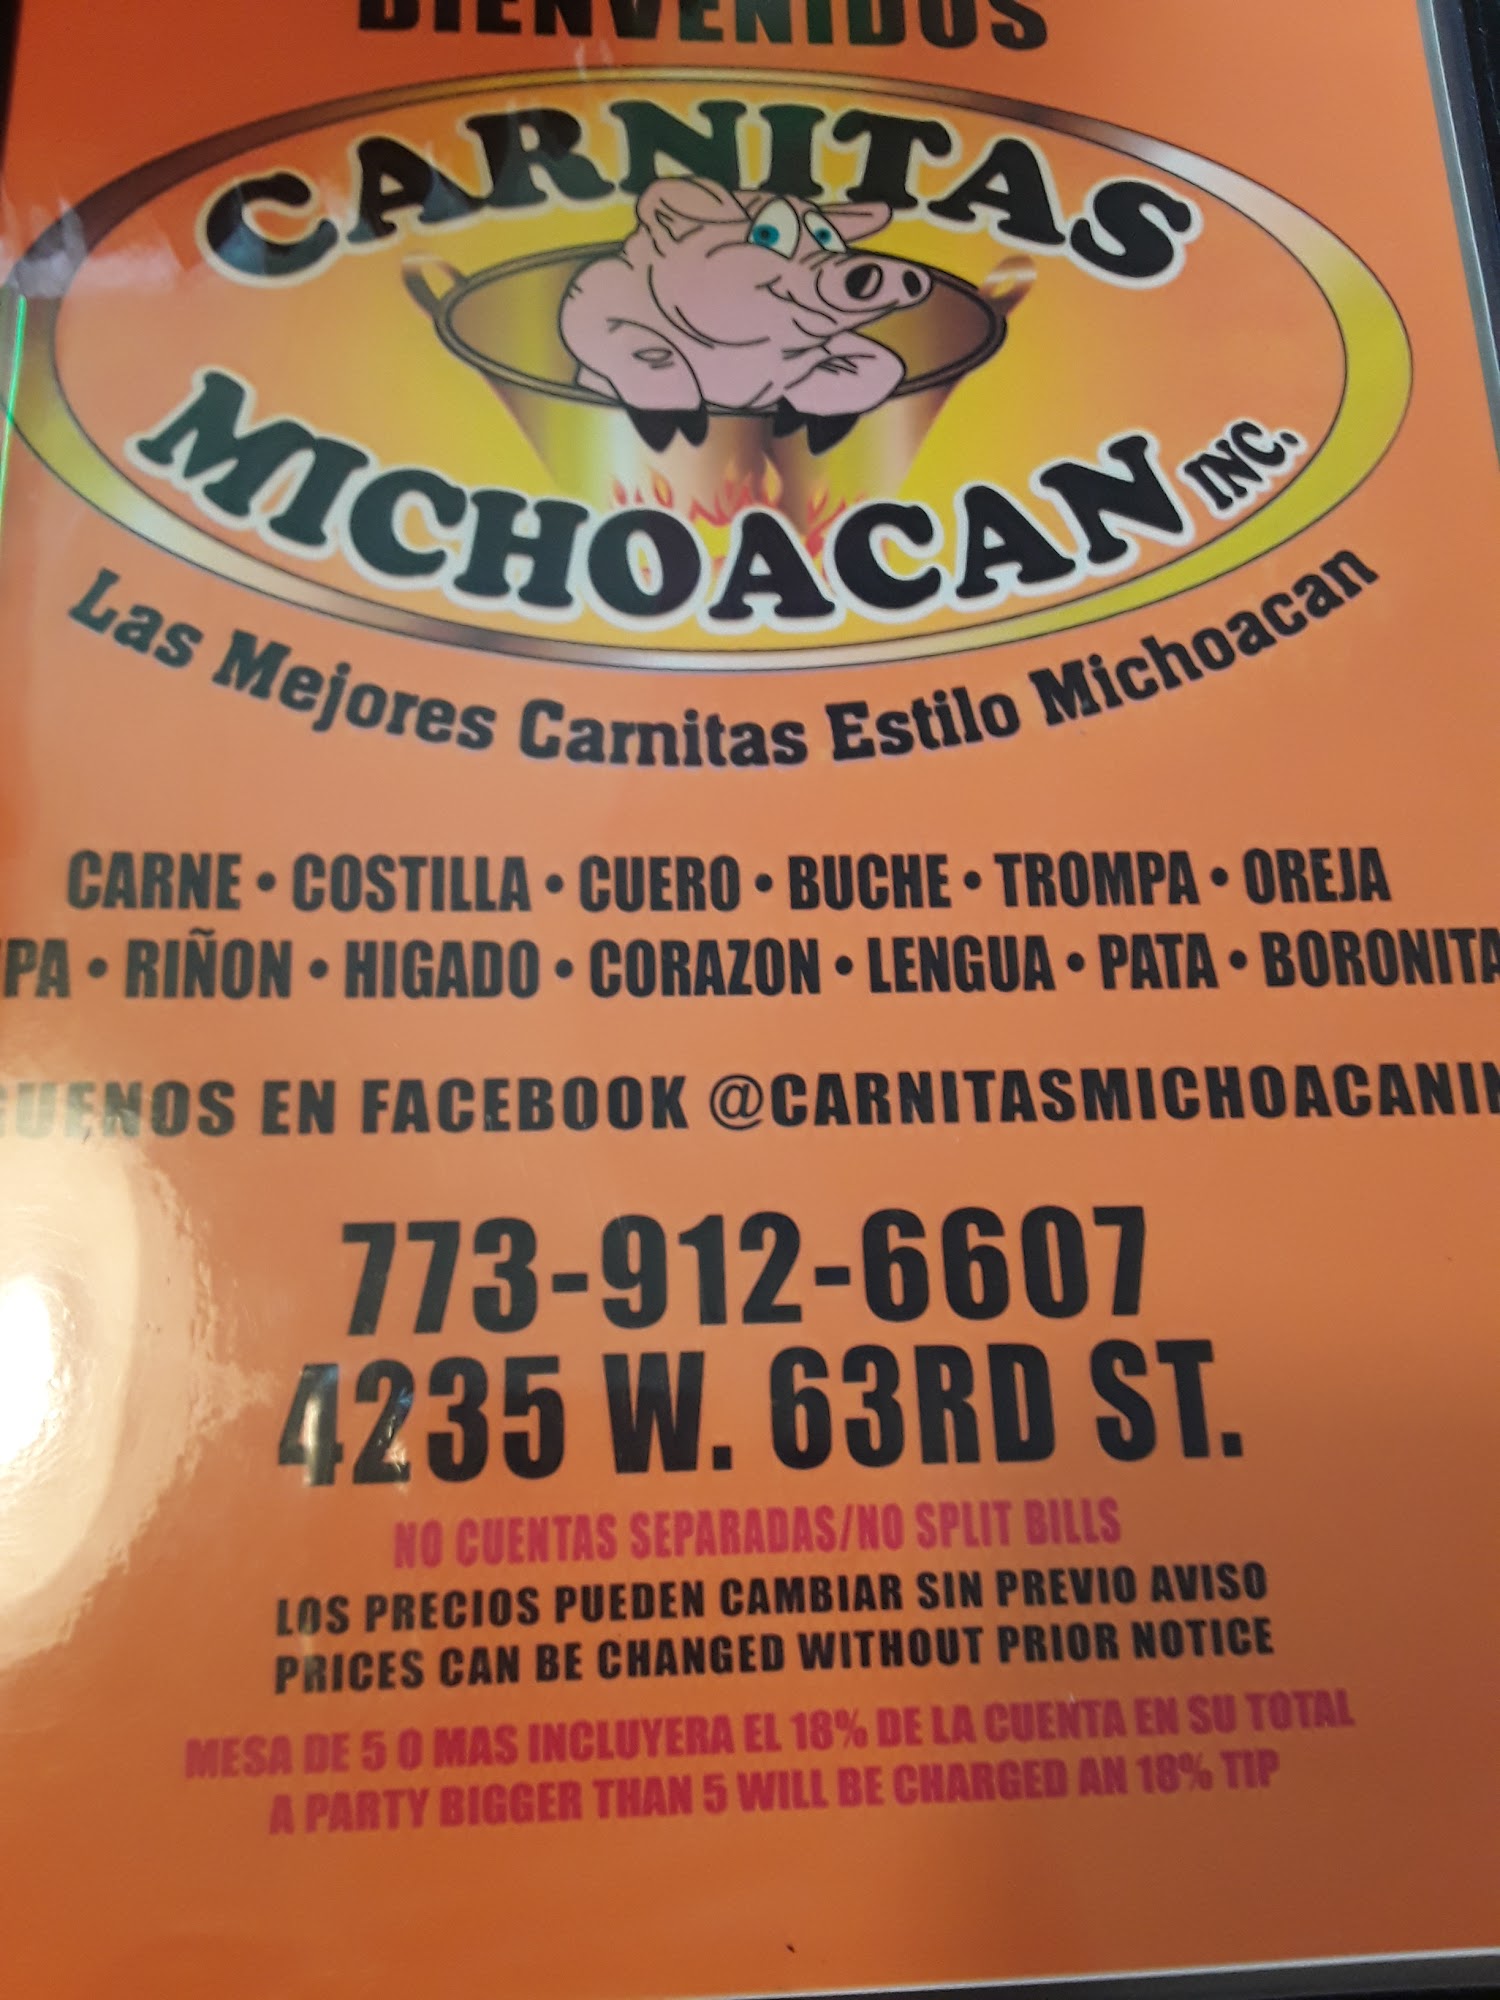 BIENVENIDOS
CARNITAS
MICHOACAN INC.
Las Mejores Carnitas Estilo Michoacan
CARNE • COSTILLA • CUERO • BUCHE • TROMPA • OREJA
• RIÑON • HIGADO • CORAZON • LENGUA • PATA • BORONITA
EN FACEBOOK @CARNITASMICHOACANIN
773-912-6607
4235 W. 63RD ST.
NO CUENTAS SEPARADAS/NO SPLIT BILLS
LOS PRECIOS PUEDEN CAMBIAR SIN PREVIO AVISO
PRICES CAN BE CHANGED WITHOUT PRIOR NOTICE
MESA DE 5 O MAS INCLUYERA EL 18% DE LA CUENTA EN SU TOTAL
A PARTY BIGGER THAN 5 WILL BE CHARGED AN 18% TIP